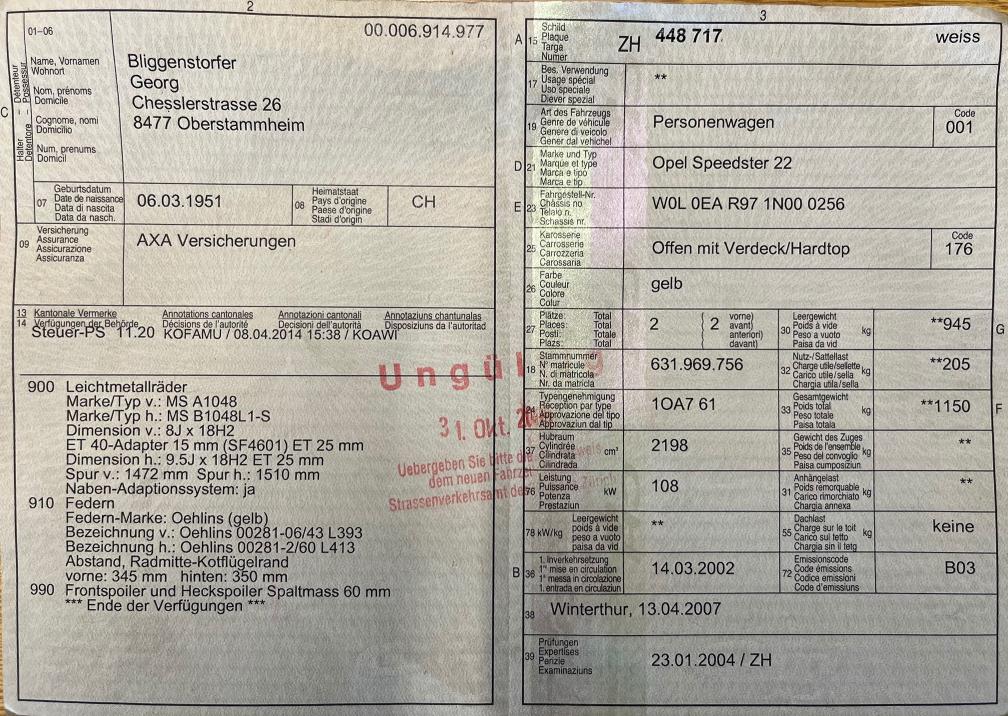 2
01-06
00.006.914.977
C
Halter Détenteur
Detentore Possessur
Name, Vornamen
Wohnort
Nom, prénoms
Domicile
Cognome, nomi
Domicilio
Num, prenums
Domicil
Bliggenstorfer
Georg
Chesslerstrasse 26
8477 Oberstammheim
07
Geburtsdatum
Date de naissance
Data di nascita
Data da nasch.
06.03.1951
08
Heimatstaat
Pays d'origine
Paese d'origine
Stadi d'origin
CH
09
Versicherung
Assurance
Assicurazione
Assicuranza
AXA Versicherungen
13 Kantonale Vermerke Annotations cantonales Annotazioni cantonali Annotaziuns chantunalas
14 Verfügungen der Behörde Décisions de l'autorité Decisioni dell'autorità Disposiziuns da l'autoritad
Steuer-PS 11.20 KOFAMU / 08.04.2014 15:38 / KOAWI
900 Leichtmetallräder
Marke/Typ v.: MS A1048
Marke/Typ h.: MS B1048L1-S
Dimension v.: 8J x 18H2
ET 40-Adapter 15 mm (SF4601) ET 25 mm
Dimension h.: 9.5J x 18H2 ET 25 mm
Spur v.: 1472 mm Spur h.: 1510 mm
Naben-Adaptionssystem: ja
910 Federn
Federn-Marke: Oehlins (gelb)
Bezeichnung v.: Oehlins 00281-06/43 L393
Bezeichnung h.: Oehlins 00281-2/60 L413
Abstand, Radmitte-Kotflügelrand
vorne: 345 mm hinten: 350 mm
990 Frontspoiler und Heckspoiler Spaltmass 60 mm
*** Ende der Verfügungen ***
31. Okt.
Uebergeben Sie bitte
dem neuen
Strassenverkehrsamt
3
A 15
Schild
Plaque
Targa
Numer
ZH 448 717 weiss
17
Bes. Verwendung
Usage spécial
Uso speciale
Diever spezial
**
19
Art des Fahrzeugs
Genre de véhicule
Genere di veicolo
Gener dal vehichel
Personenwagen
Code
001
D 21
Marke und Typ
Marque et type
Marca e tipo
Marca e tip
Opel Speedster 22
E 23
Fahrgestell-Nr.
Châssis no
Telaio n.
Schassis nr.
W0L 0EA R97 1N00 0256
25
Karosserie
Carrosserie
Carrozzeria
Carossaria
Offen mit Verdeck/Hardtop
Code
176
26
Farbe
Couleur
Colore
Colur
gelb
27
Plätze: Total
Places: Total
Posti: Totale
Plazs: Total
2
2
vorne)
avant)
anteriori)
davant)
30
Leergewicht
Poids à vide
Peso a vuoto
Paisa da vid
kg
**945
G
18
Stammnummer
N° matricule
N. di matricola
Nr. da matricla
631.969.756
32
Nutz-/Sattellast
Charge utile/sellette
Carico utile/sella
Chargia utila/sella
kg
**205
24
Typengenehmigung
Réception par type
Approvazione del tipo
Approvaziun dal tip
1OA7 61
33
Gesamtgewicht
Poids total
Peso totale
Paisa totala
kg
**1150
F
37
Hubraum
Cylindrée
Cilindrata
Cilindrada
cm³
2198
35
Gewicht des Zuges
Poids de l'ensemble
Peso del convoglio
Paisa cumposiziun
kg
**
76
Leistung
Puissance
Potenza
Prestaziun
kW
108
31
Anhängelast
Poids remorquable
Carico rimorchiato
Chargia annexa
kg
**
78 kW/kg
Leergewicht
poids à vide
peso a vuoto
paisa da vid
**
55
Dachlast
Charge sur le toit
Carico sul tetto
Chargia sin il tetg
kg
keine
B 36
1. Inverkehrsetzung
1re mise en circulation
1a messa in circolazione
1. entrada en circulaziun
14.03.2002
72
Emissionscode
Code émissions
Codice emissioni
Code d'emissiuns
B03
38
Winterthur, 13.04.2007
39
Prüfungen
Expertises
Perizie
Examinaziuns
23.01.2004 / ZH